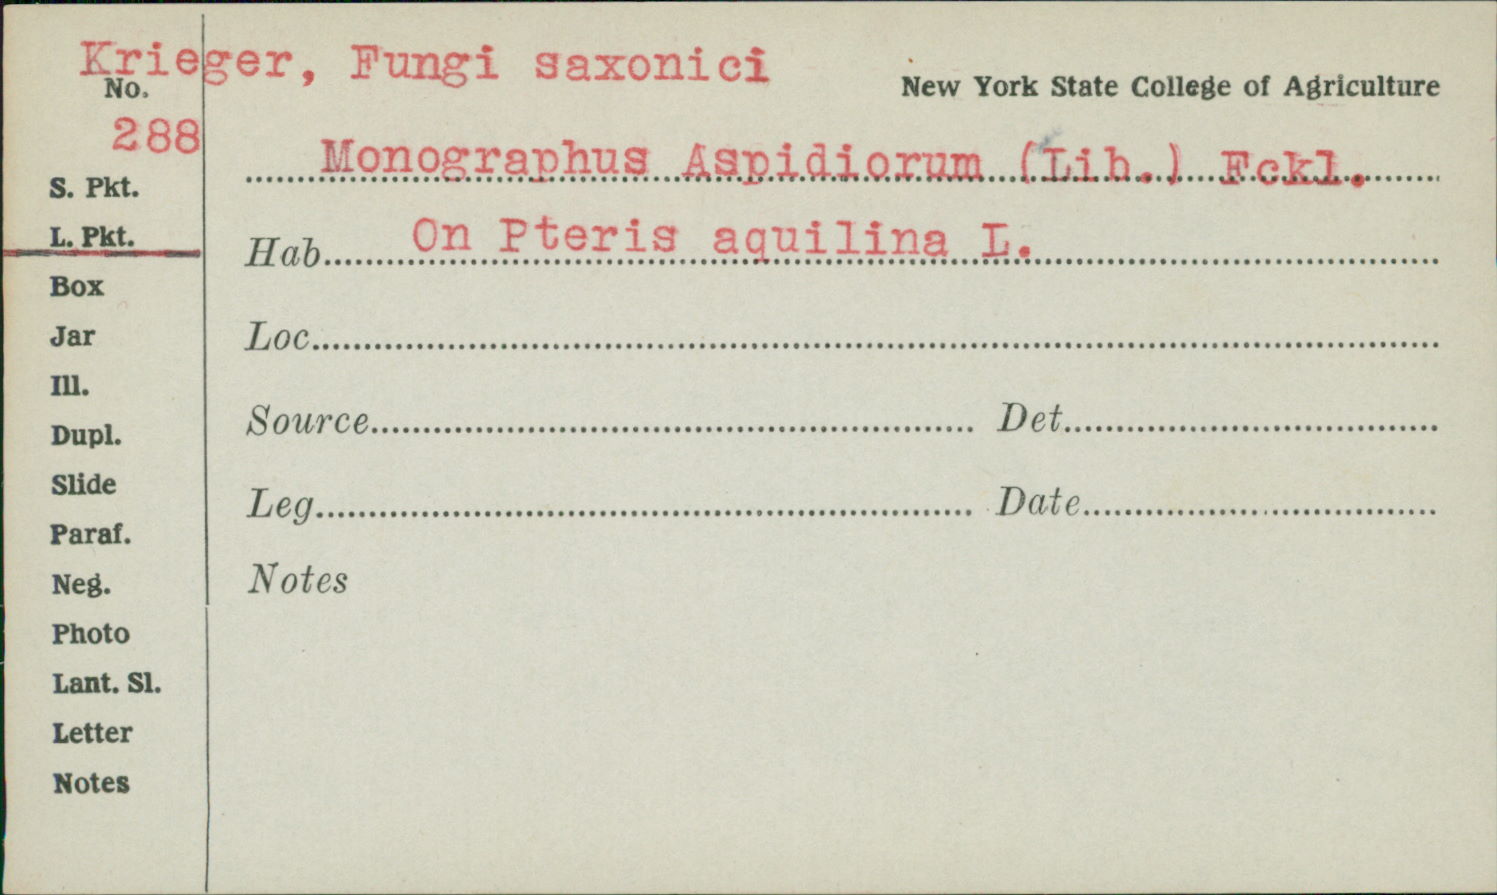 Krieger, Fungi saxonici
No.
New York State College of Agriculture
288
Monographus Aspidiorum (Lib.) Fckl.
S. Pkt.
L. Pkt.
Hab. On Pteris aquilina L.
Box
Jar
Loc.
Ill.
Dupl.
Source Det.
Slide
Leg. Date
Paraf.
Neg.
Notes
Photo
Lant. Sl.
Letter
Notes